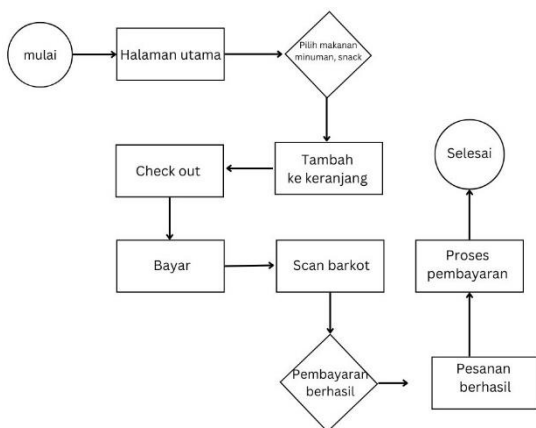 mulai
Halaman utama
Pilih makanan
minuman, snack
Tambah
ke keranjang
Check out
Bayar
Scan barkot
Pembayaran
berhasil
Pesanan
berhasil
Proses
pembayaran
Selesai